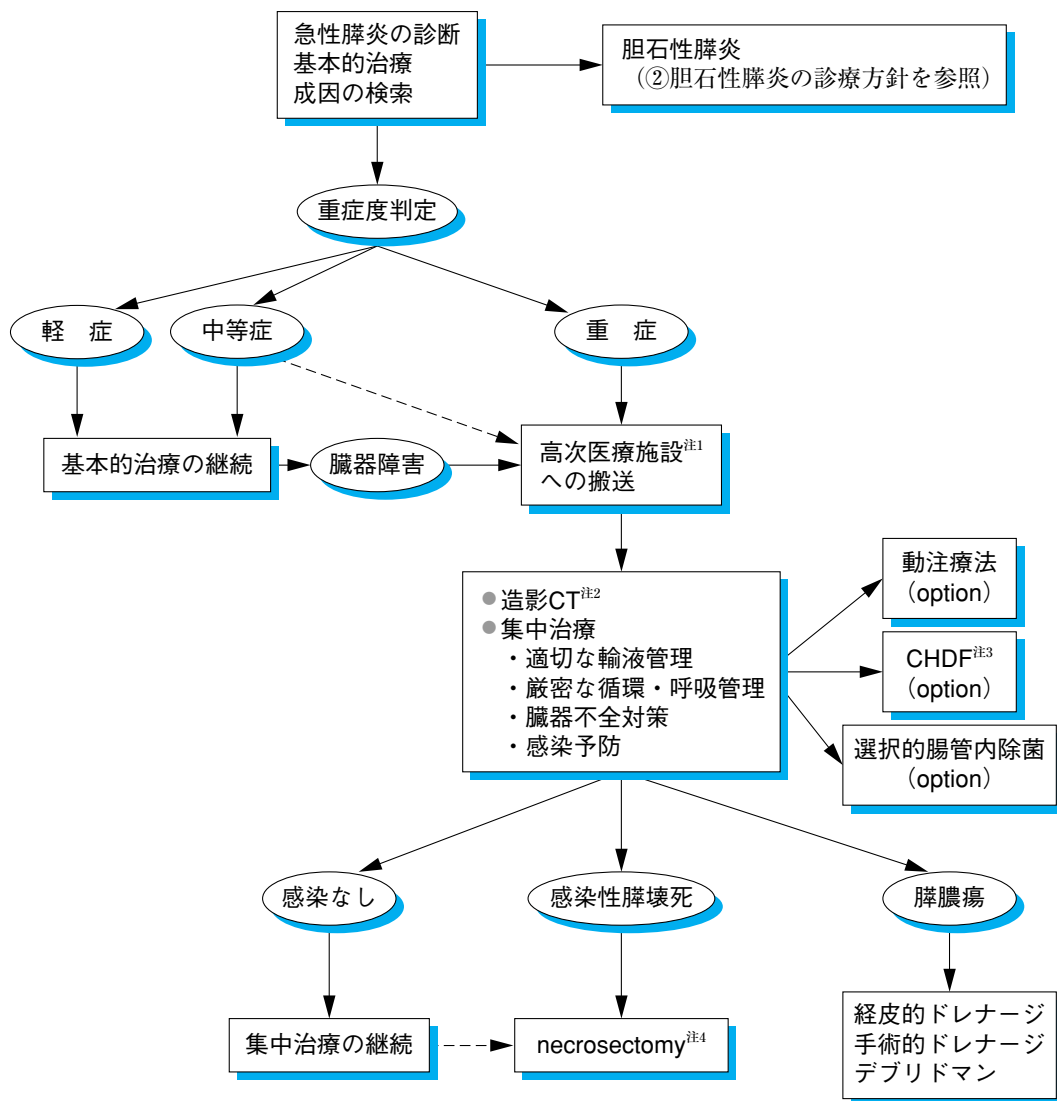 急性膵炎の診断
基本的治療
成因の検索
胆石性膵炎
（②胆石性膵炎の診療方針を参照）
重症度判定
軽　症
中等症
重　症
基本的治療の継続
臓器障害
高次医療施設注1
への搬送
●造影CT注2
●集中治療
・適切な輸液管理
・厳密な循環・呼吸管理
・臓器不全対策
・感染予防
動注療法
（option）
CHDF注3
（option）
選択的腸管内除菌
（option）
感染なし
感染性膵壊死
膵膿瘍
集中治療の継続
necrosectomy注4
経皮的ドレナージ
手術的ドレナージ
デブリドマン